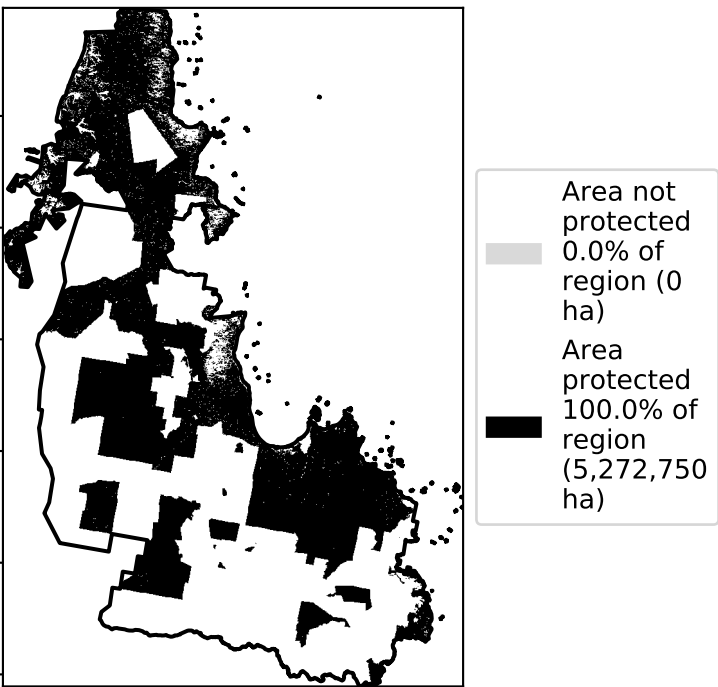 Area not
protected
0.0% of
region (0
ha)
Area
protected
100.0% of
region
(5,272,750
ha)